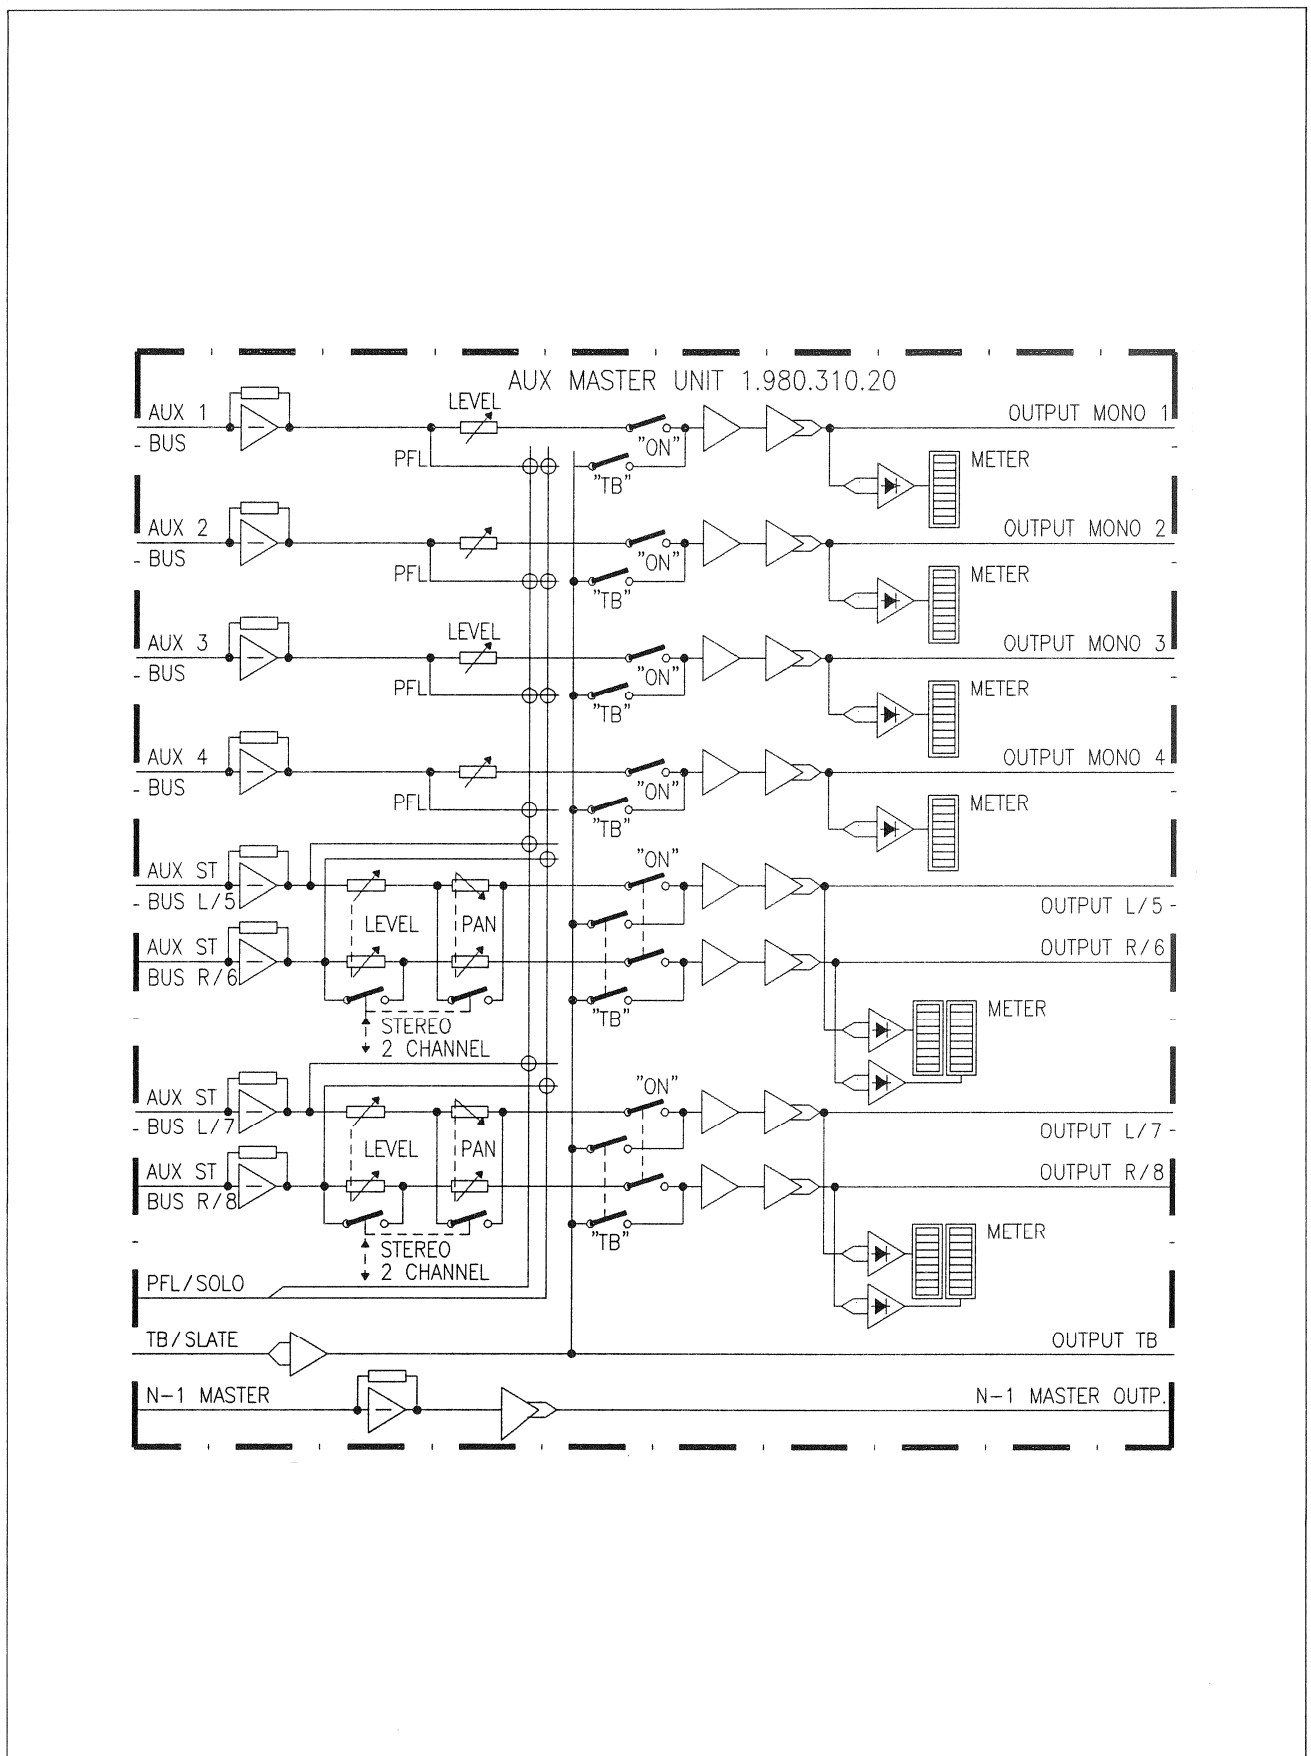 AUX MASTER UNIT 1.980.310.20
AUX 1
BUS
LEVEL
PFL
"ON"
"TB"
OUTPUT MONO 1
METER
AUX 2
BUS
PFL
"ON"
"TB"
OUTPUT MONO 2
METER
AUX 3
BUS
LEVEL
PFL
"ON"
"TB"
OUTPUT MONO 3
METER
AUX 4
BUS
PFL
"ON"
"TB"
OUTPUT MONO 4
METER
AUX ST
BUS L/5
LEVEL
PAN
"ON"
OUTPUT L/5
AUX ST
BUS R/6
OUTPUT R/6
"TB"
STEREO
2 CHANNEL
METER
AUX ST
BUS L/7
LEVEL
PAN
"ON"
OUTPUT L/7
AUX ST
BUS R/8
OUTPUT R/8
"TB"
STEREO
2 CHANNEL
METER
PFL/SOLO
TB/SLATE
OUTPUT TB
N-1 MASTER
N-1 MASTER OUTP.